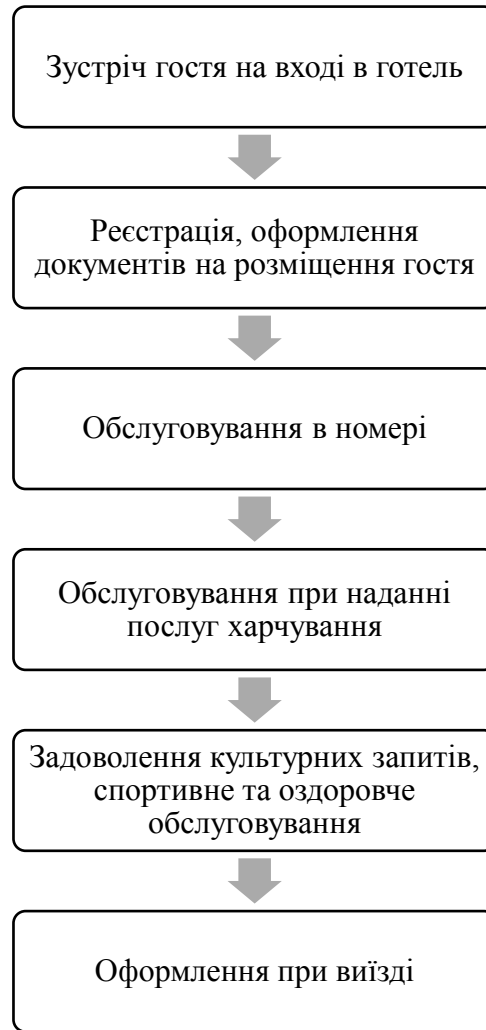 Зустріч гостя на вході в готель
Реєстрація, оформлення
документів на розміщення гостя
Обслуговування в номері
Обслуговування при наданні
послуг харчування
Задоволення культурних запитів,
спортивне та оздоровче
обслуговування
Оформлення при виїзді